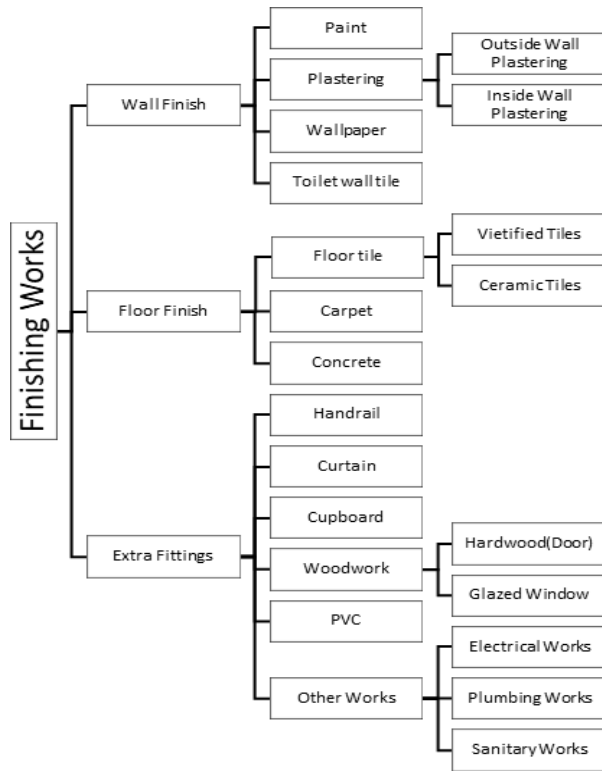 Finishing Works
Wall Finish
Paint
Plastering
Outside Wall
Plastering
Inside Wall
Plastering
Wallpaper
Toilet wall tile
Floor Finish
Floor tile
Vietified Tiles
Ceramic Tiles
Carpet
Concrete
Extra Fittings
Handrail
Curtain
Cupboard
Woodwork
Hardwood(Door)
Glazed Window
PVC
Other Works
Electrical Works
Plumbing Works
Sanitary Works